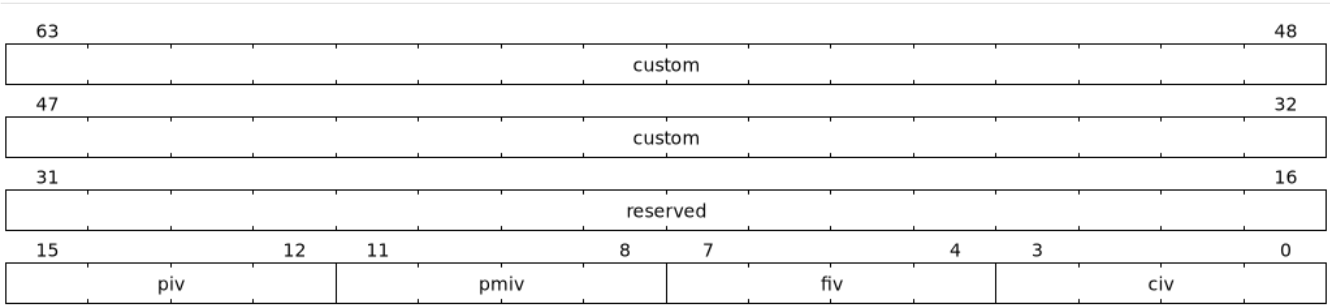 63 48
custom
47 32
custom
31 16
reserved
15 12 11 8 7 4 3 0
piv pmiv fiv civ